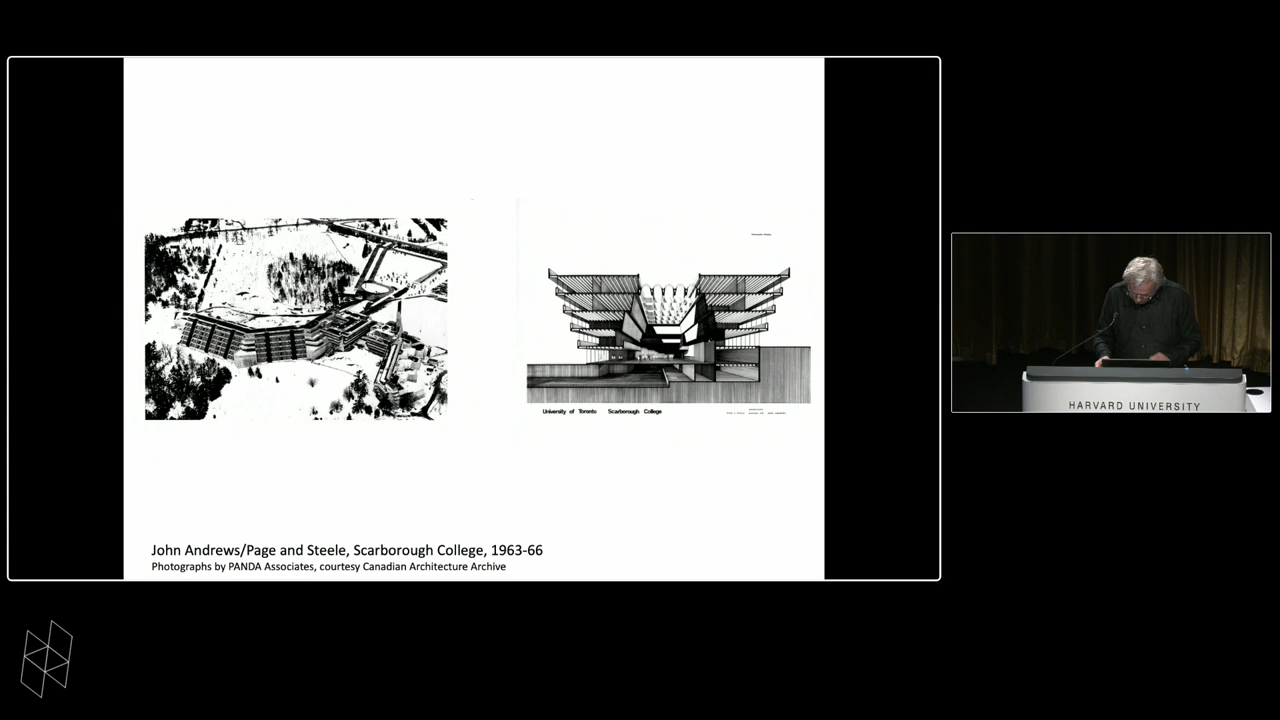 University of Toronto Scarborough College
John Andrews/Page and Steele, Scarborough College, 1963-66
Photographs by PANDA Associates, courtesy Canadian Architecture Archive
HARVARD UNIVERSITY